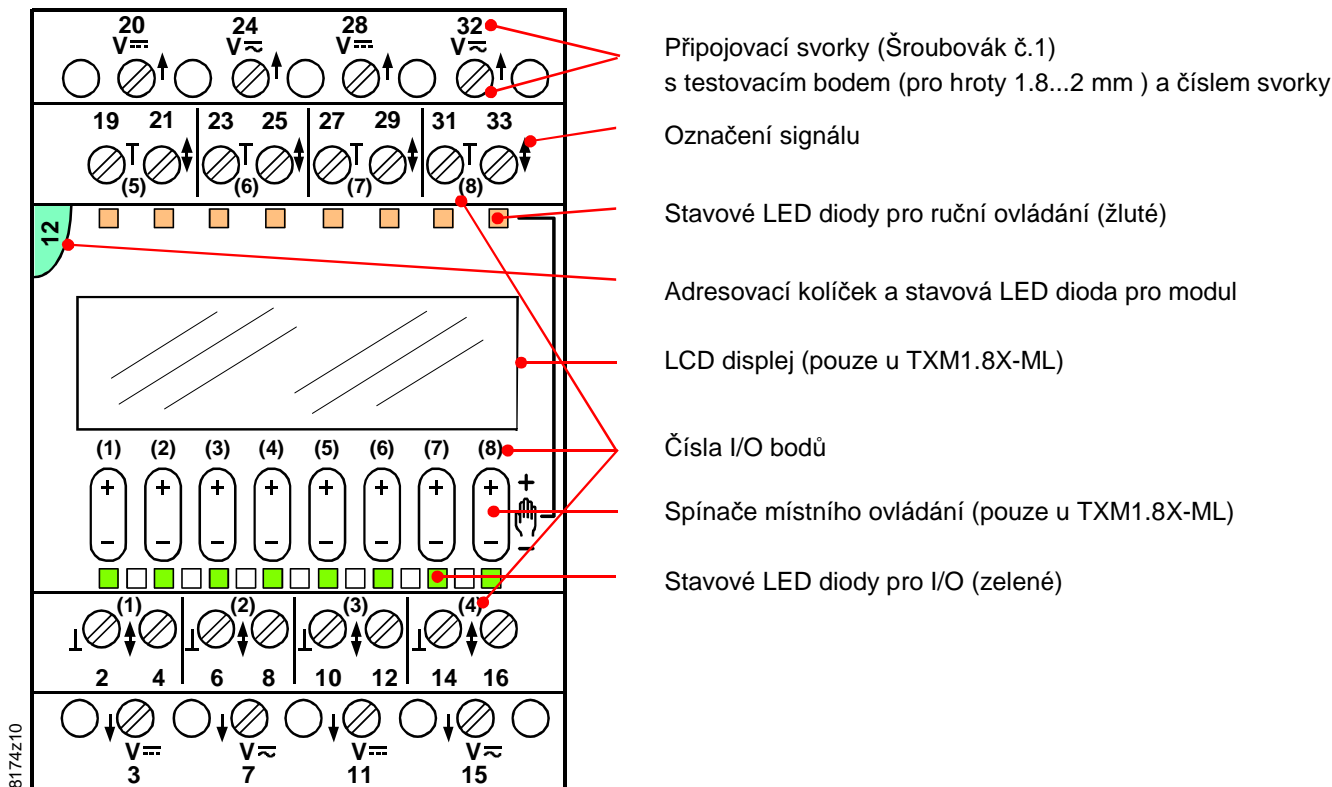 20 24 28 32
V V V V
Připojovací svorky (Šroubovák č.1)
s testovacím bodem (pro hroty 1.8...2 mm ) a číslem svorky
19 21 23 25 27 29 31 33
Označení signálu
(5) (6) (7) (8)
Stavové LED diody pro ruční ovládání (žluté)
12
Adresovací kolíček a stavová LED dioda pro modul
LCD displej (pouze u TXM1.8X-ML)
(1) (2) (3) (4) (5) (6) (7) (8)
Čísla I/O bodů
+ + + + + + + + +
Spínače místního ovládání (pouze u TXM1.8X-ML)
– – – – – – – – –
Stavové LED diody pro I/O (zelené)
(1) (2) (3) (4)
2 4 6 8 10 12 14 16
V V V V
3 7 11 15
8174z10